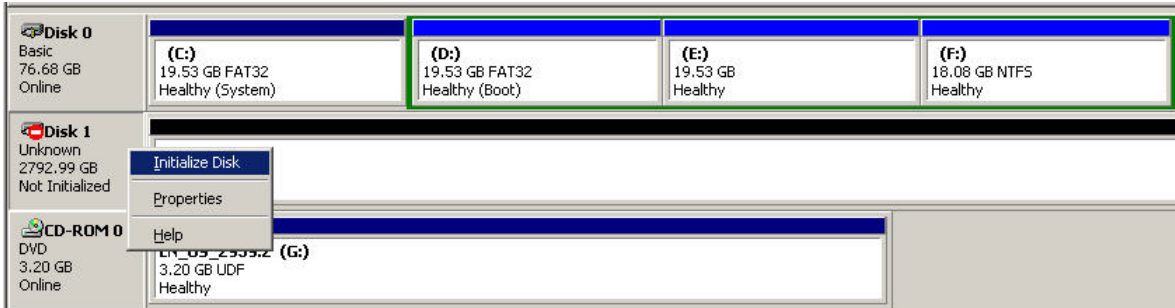 Disk 0
Basic
76.68 GB
Online
(C:)
19.53 GB FAT32
Healthy (System)
(D:)
19.53 GB FAT32
Healthy (Boot)
(E:)
19.53 GB
Healthy
(F:)
18.08 GB NTFS
Healthy
Disk 1
Unknown
2792.99 GB
Not Initialized
Initialize Disk
Properties
Help
CD-ROM 0
DVD
3.20 GB
Online
(G:)
3.20 GB UDF
Healthy